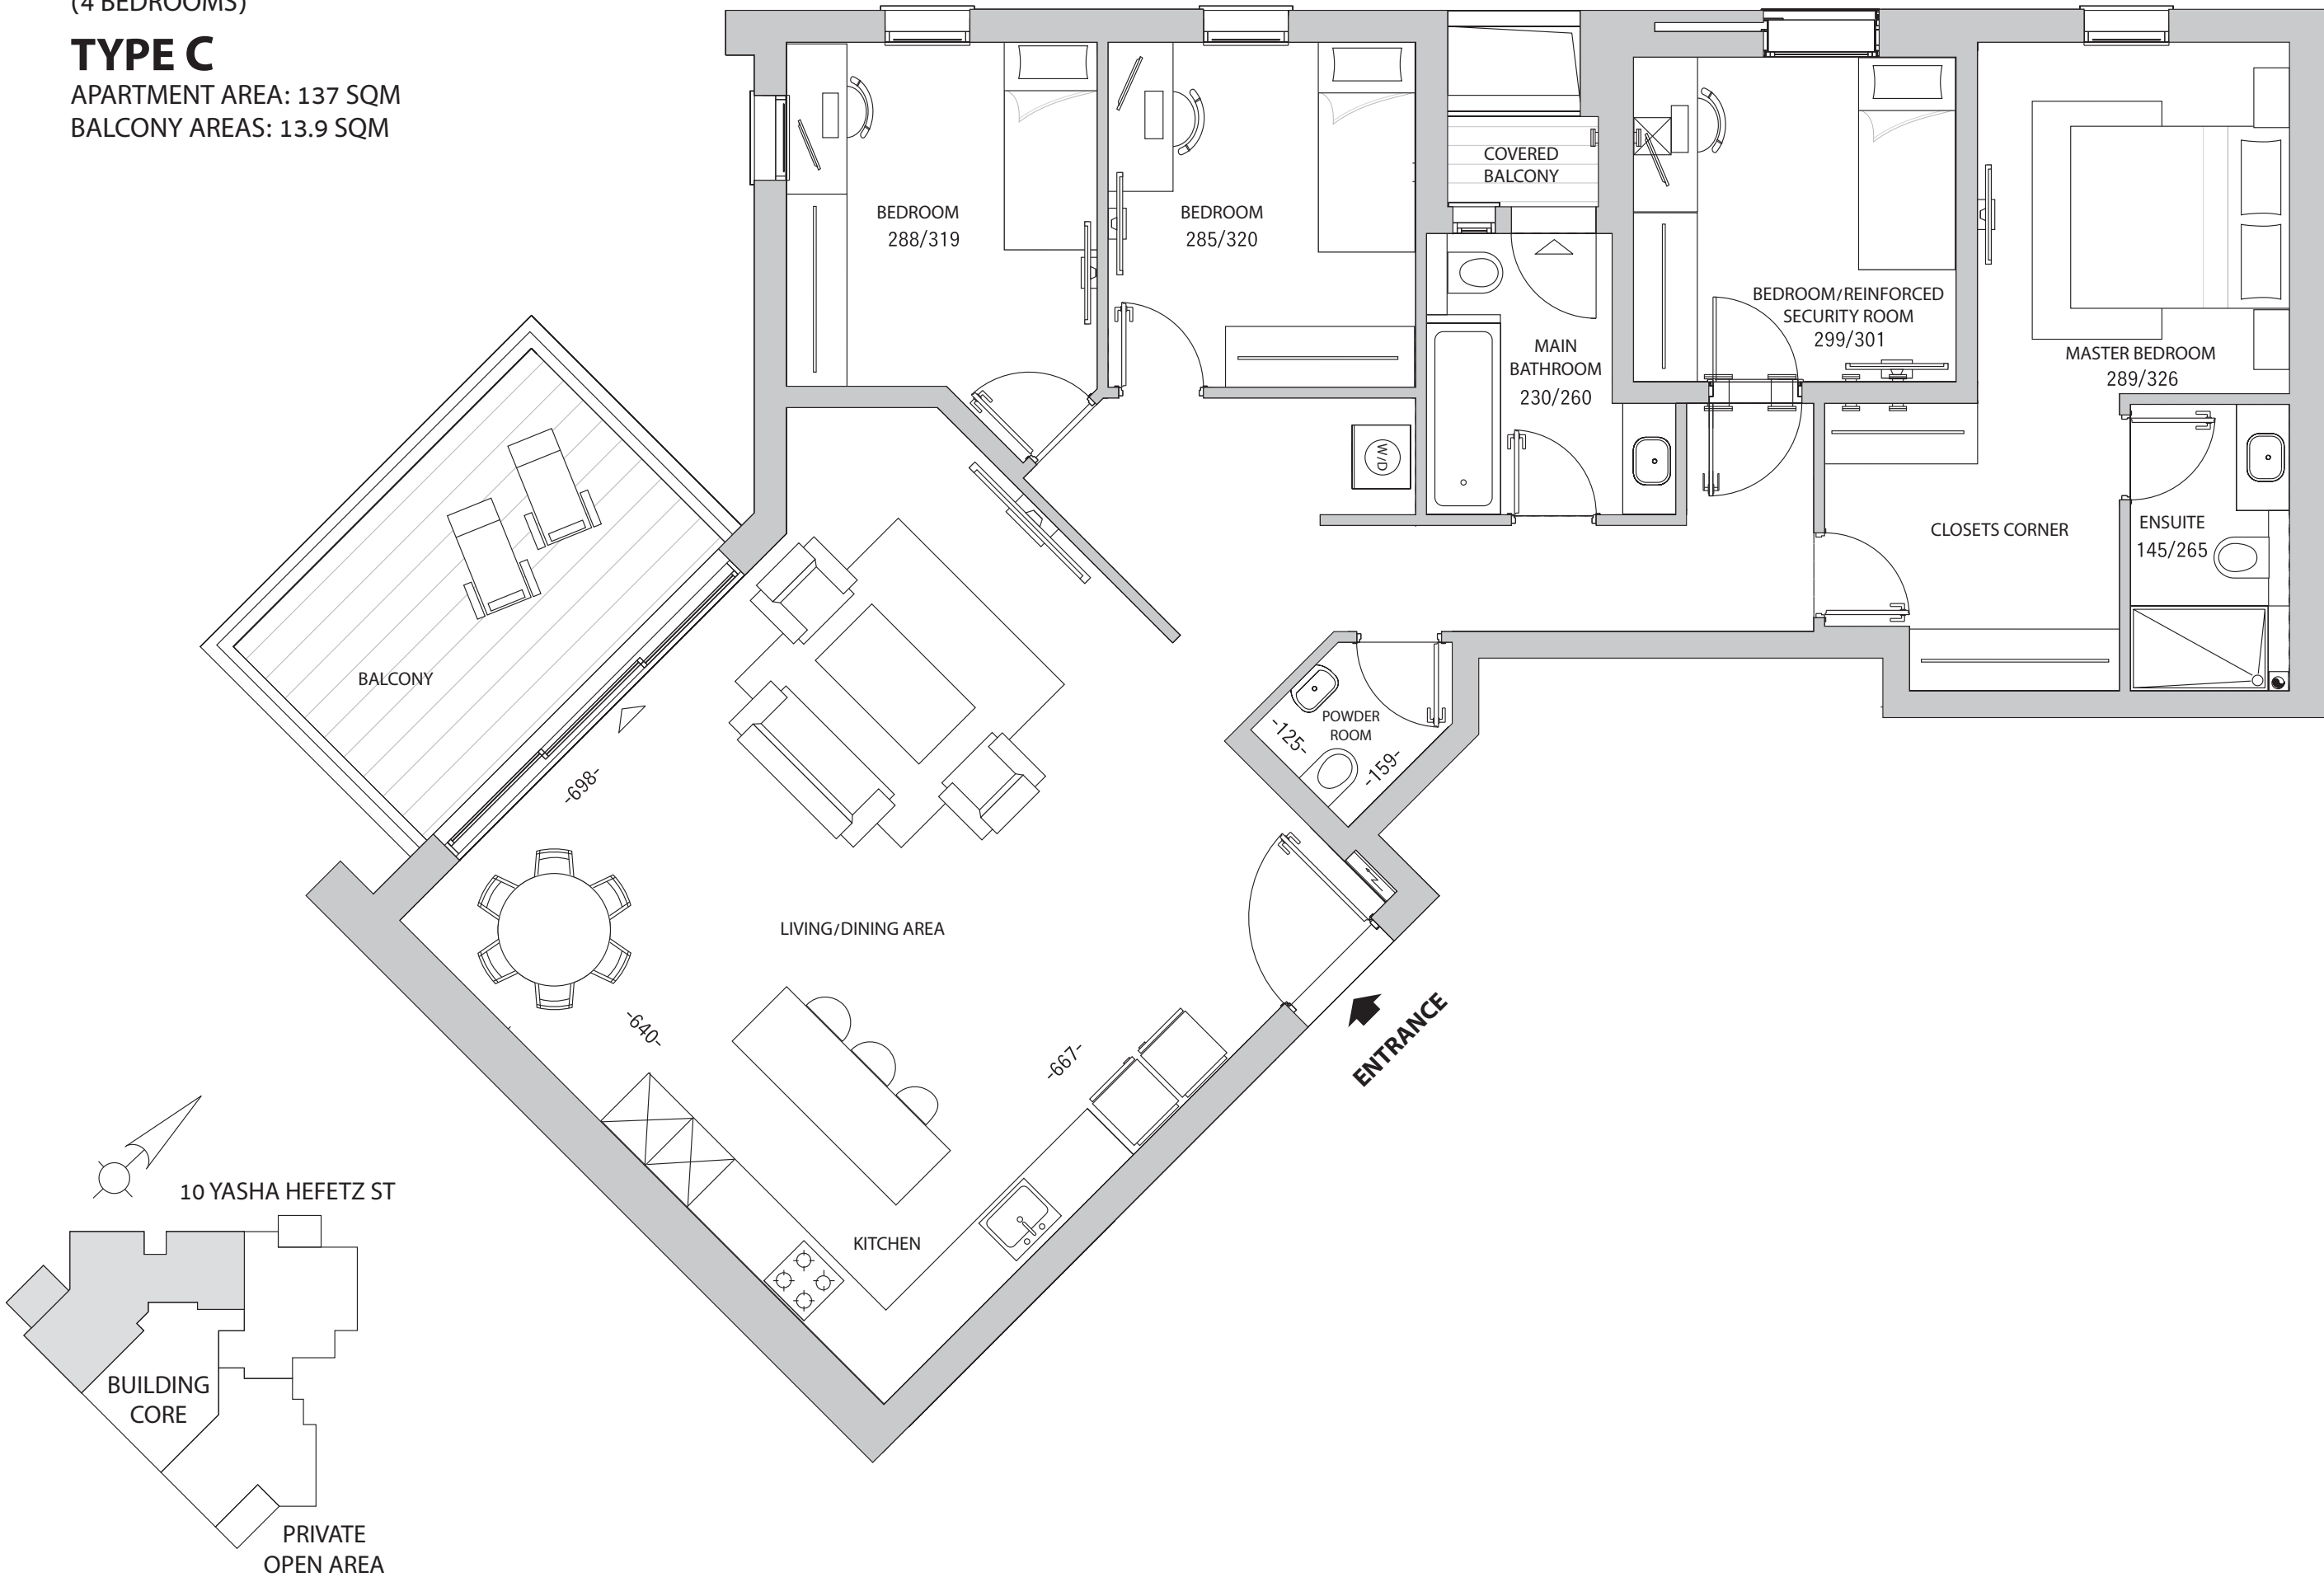 (4 BEDROOMS)
TYPE C
APARTMENT AREA: 137 SQM
BALCONY AREAS: 13.9 SQM
BEDROOM
288/319
BEDROOM
285/320
COVERED
BALCONY
MAIN
BATHROOM
230/260
BEDROOM/REINFORCED
SECURITY ROOM
299/301
MASTER BEDROOM
289/326
W/D
CLOSETS CORNER
ENSUITE
145/265
BALCONY
-698-
POWDER
ROOM
-125-
-159-
LIVING/DINING AREA
-640-
-667-
ENTRANCE
KITCHEN
10 YASHA HEFETZ ST
BUILDING
CORE
PRIVATE
OPEN AREA